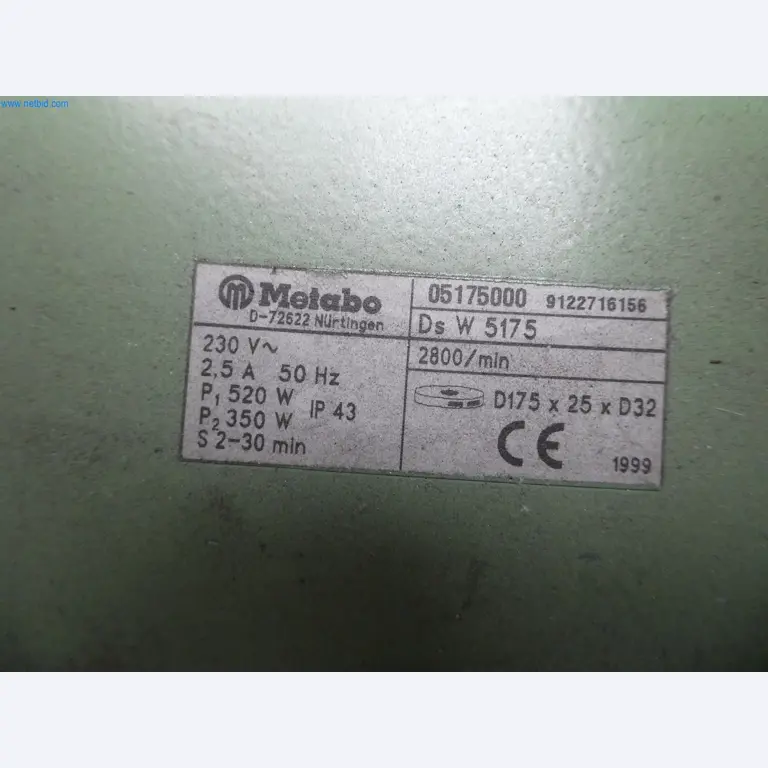 www.netbid.com
Metabo
D-72622 Nürtingen
230 V~
2,5 A 50 Hz
P1 520 W
P2 350 W IP 43
S 2-30 min
05175000 9122716156
Ds W 5175
2800/min
D175 x 25 x D32
CE
1999